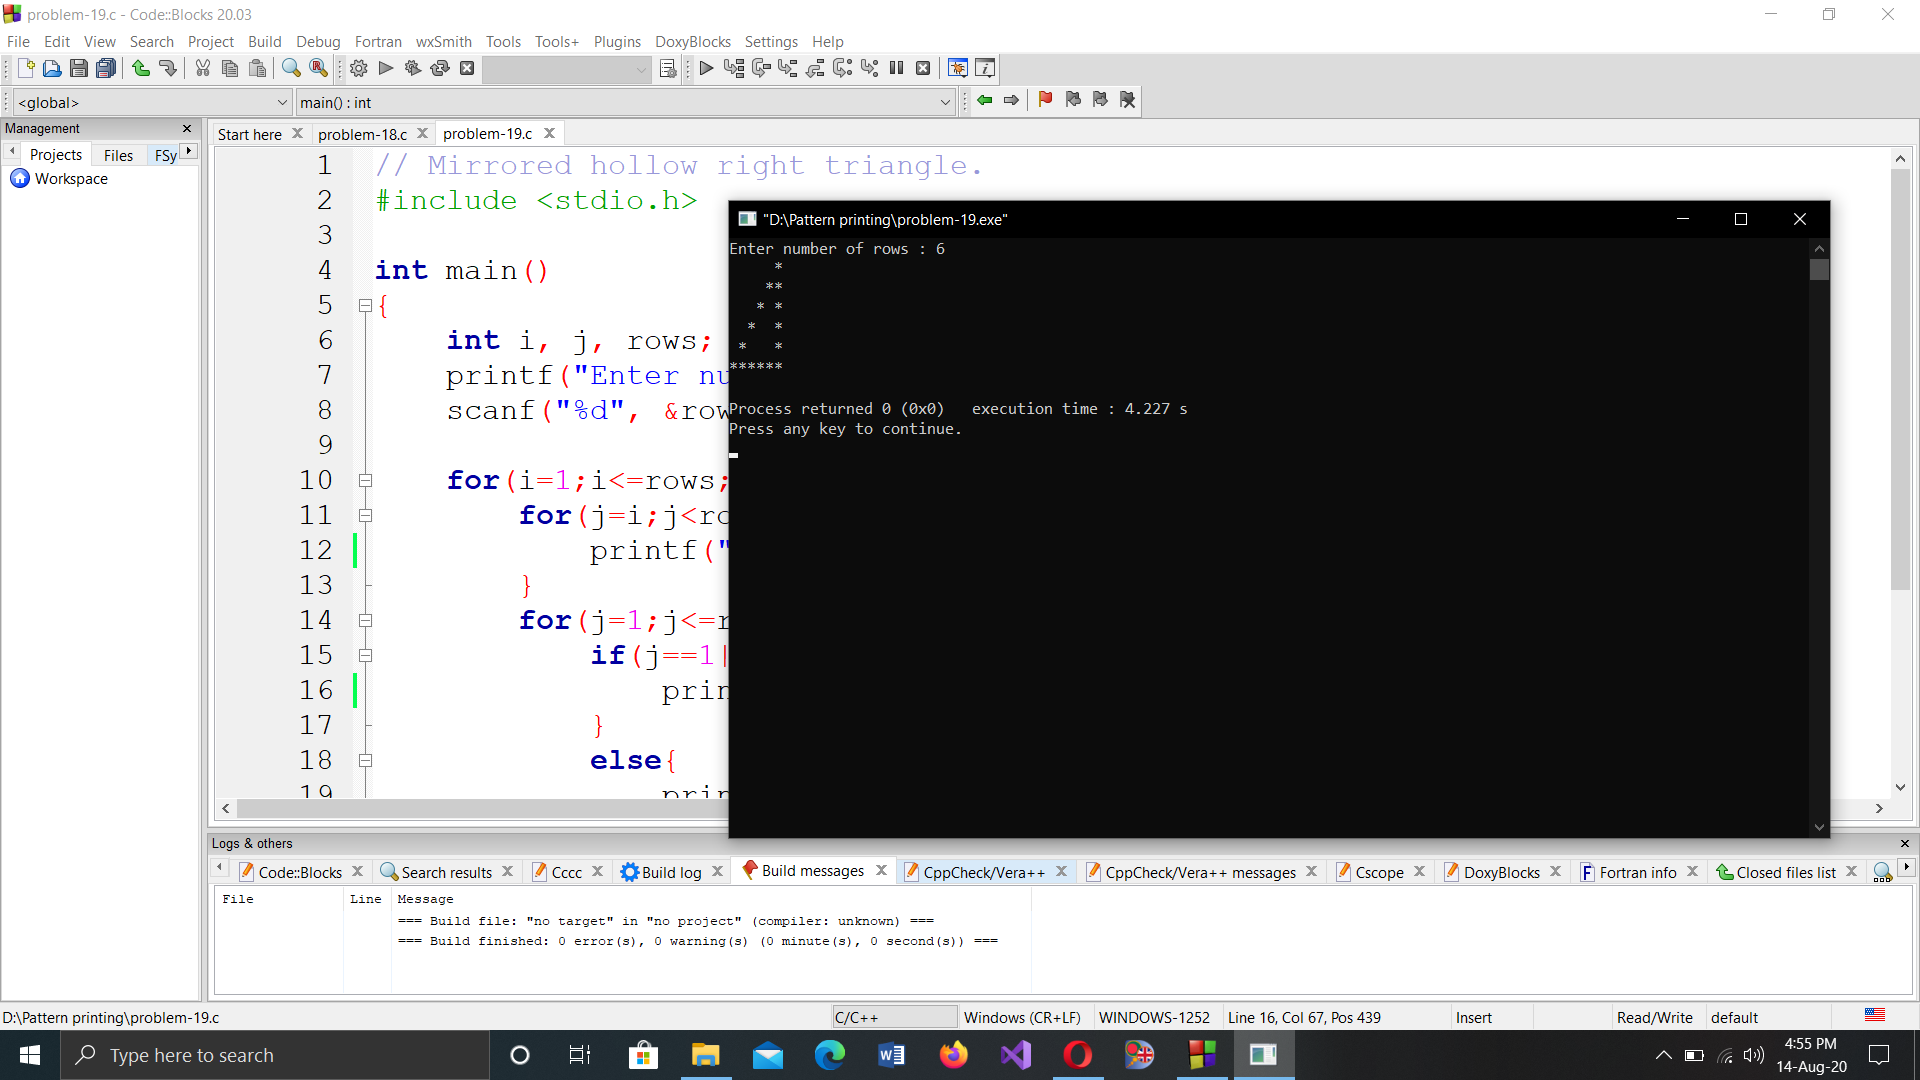 problem-19.c - Code::Blocks 20.03
File Edit View Search Project Build Debug Fortran wxSmith Tools Tools+ Plugins DoxyBlocks Settings Help
<global> main() : int
Management
Projects Files FSy
Workspace
Start here problem-18.c problem-19.c
1 // Mirrored hollow right triangle.
2 #include <stdio.h>
3
4 int main()
5 {
6 int i, j, rows;
7 printf("Enter nu
8 scanf("%d", &row
9
10 for(i=1;i<=rows;
11 for(j=i;j<ro
12 printf("
13 }
14 for(j=1;j<=r
15 if(j==1|
16 prin
17 }
18 else{
19 prin
"D:\Pattern printing\problem-19.exe"
Enter number of rows : 6
     *
    **
   * *
  *  *
 *   *
******
Process returned 0 (0x0)   execution time : 4.227 s
Press any key to continue.
Logs & others
Code::Blocks Search results Cccc Build log Build messages CppCheck/Vera++ CppCheck/Vera++ messages Cscope DoxyBlocks Fortran info Closed files list
File Line Message
=== Build file: "no target" in "no project" (compiler: unknown) ===
=== Build finished: 0 error(s), 0 warning(s) (0 minute(s), 0 second(s)) ===
D:\Pattern printing\problem-19.c C/C++ Windows (CR+LF) WINDOWS-1252 Line 16, Col 67, Pos 439 Insert Read/Write default
Type here to search
4:55 PM
14-Aug-20